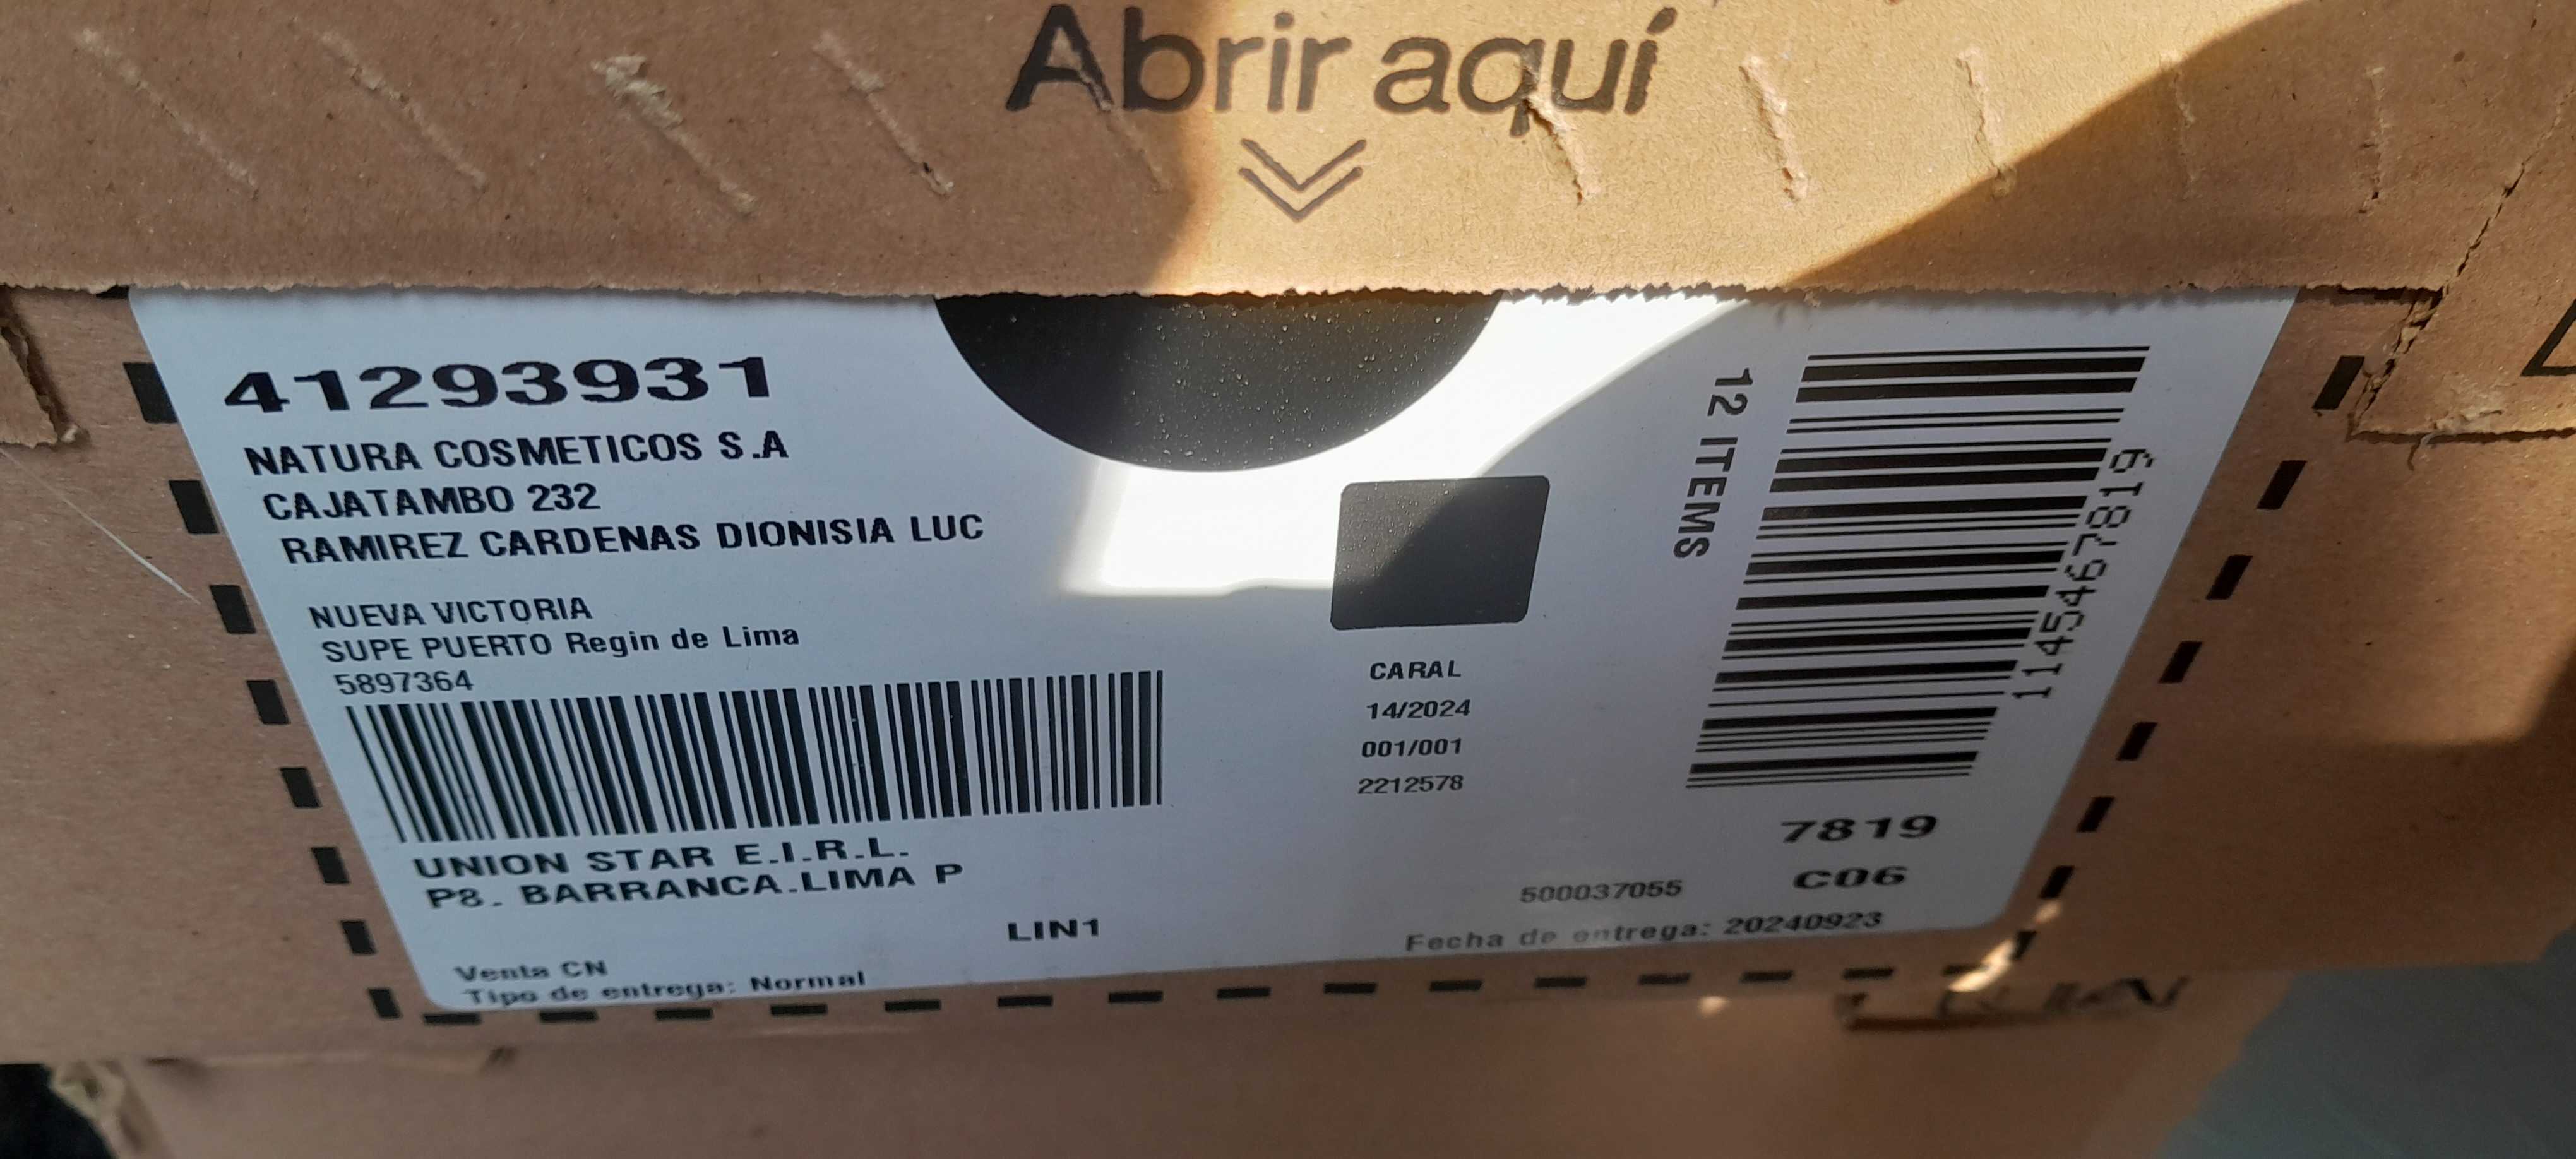 Abrir aquí
41293931
NATURA COSMETICOS S.A
CAJATAMBO 232
RAMIREZ CARDENAS DIONISIA LUC
NUEVA VICTORIA
SUPE PUERTO Regin de Lima
5897364
UNION STAR E.I.R.L.
P8. BARRANCA.LIMA P
LIN1
Venta CN
Tipo de entrega: Normal
CARAL
14/2024
001/001
2212578
12 ITEMS
11454678819
7819
C06
500037055
Fecha de entrega: 20240923